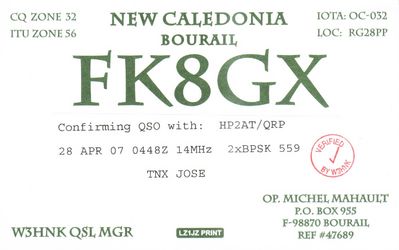 CQ ZONE 32
ITU ZONE 56
NEW CALEDONIA
BOURAIL
IOTA: OC-032
LOC: RG28PP
FK8GX
Confirming QSO with: HP2AT/QRP
28 APR 07 0448Z 14MHz 2xBPSK 559
TNX JOSE
VERIFIED
BY W3HNK
W3HNK QSL MGR
LZ1JZ PRINT
OP. MICHEL MAHAULT
P.O. BOX 955
F-98870 BOURAIL
REF #47689